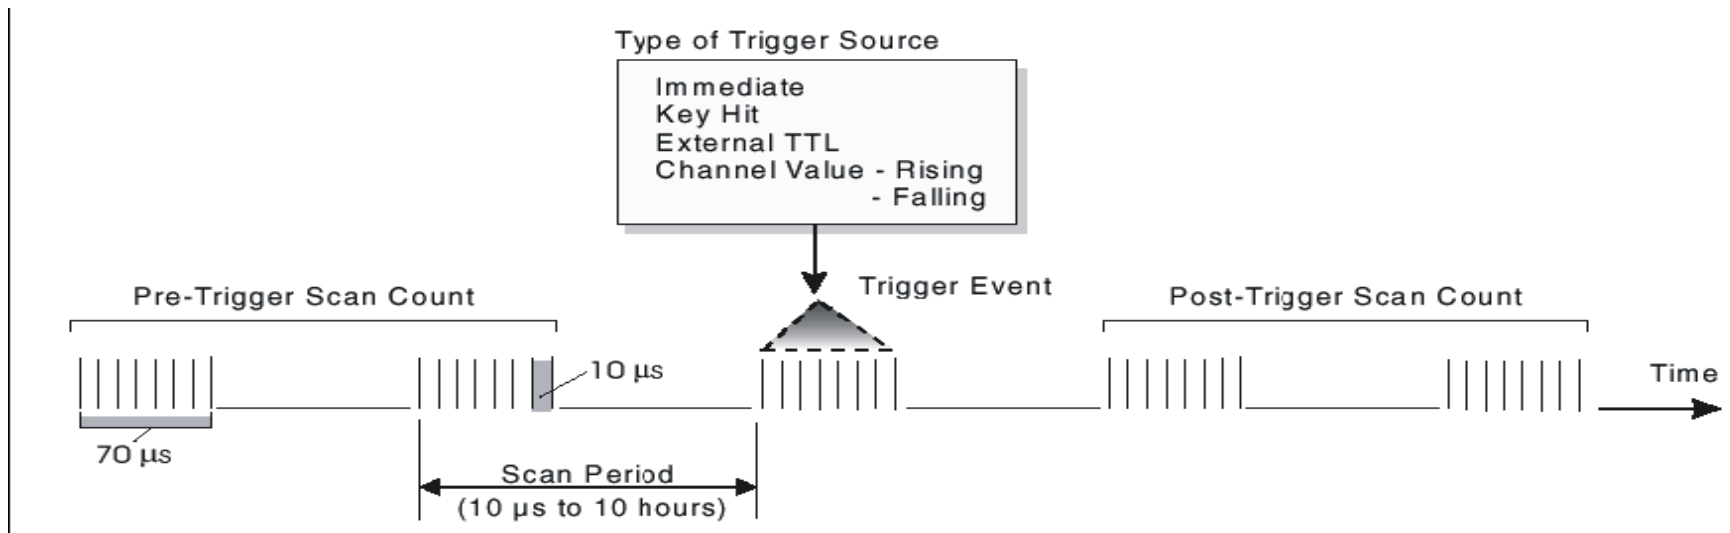 Type of Trigger Source
Immediate
Key Hit
External TTL
Channel Value - Rising
- Falling
Trigger Event
Pre-Trigger Scan Count
Post-Trigger Scan Count
10 µs
Time
70 µs
Scan Period
(10 µs to 10 hours)